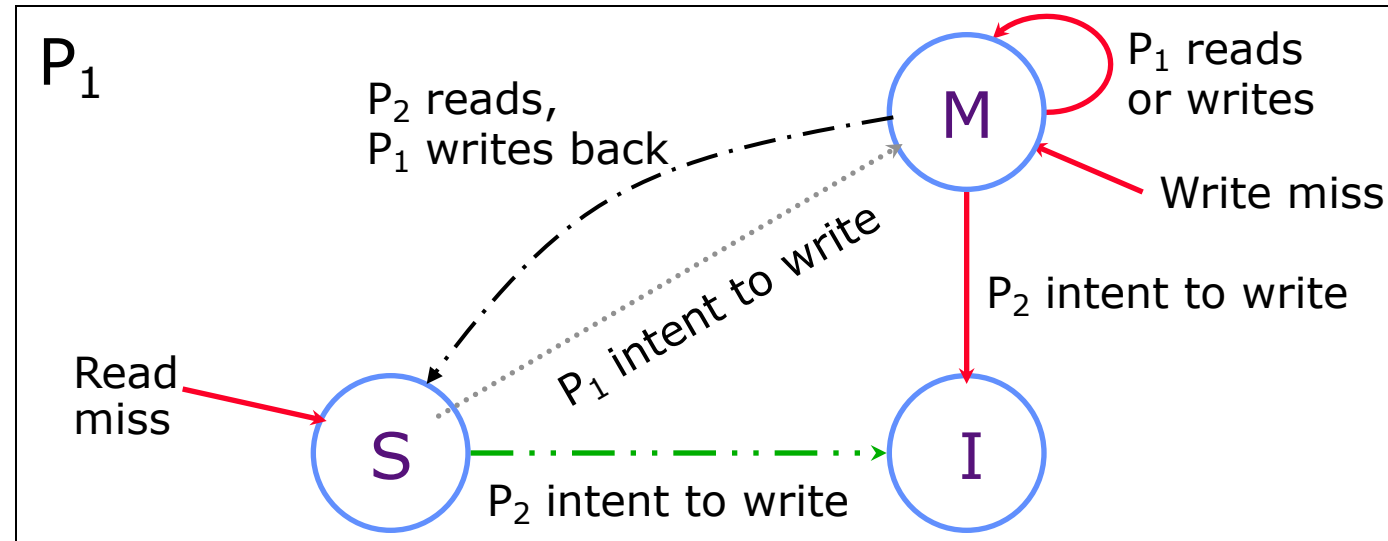 P₁
P₂ reads,
P₁ writes back
M
P₁ reads
or writes
Write miss
P₁ intent to write
P₂ intent to write
Read
miss
S
I
P₂ intent to write